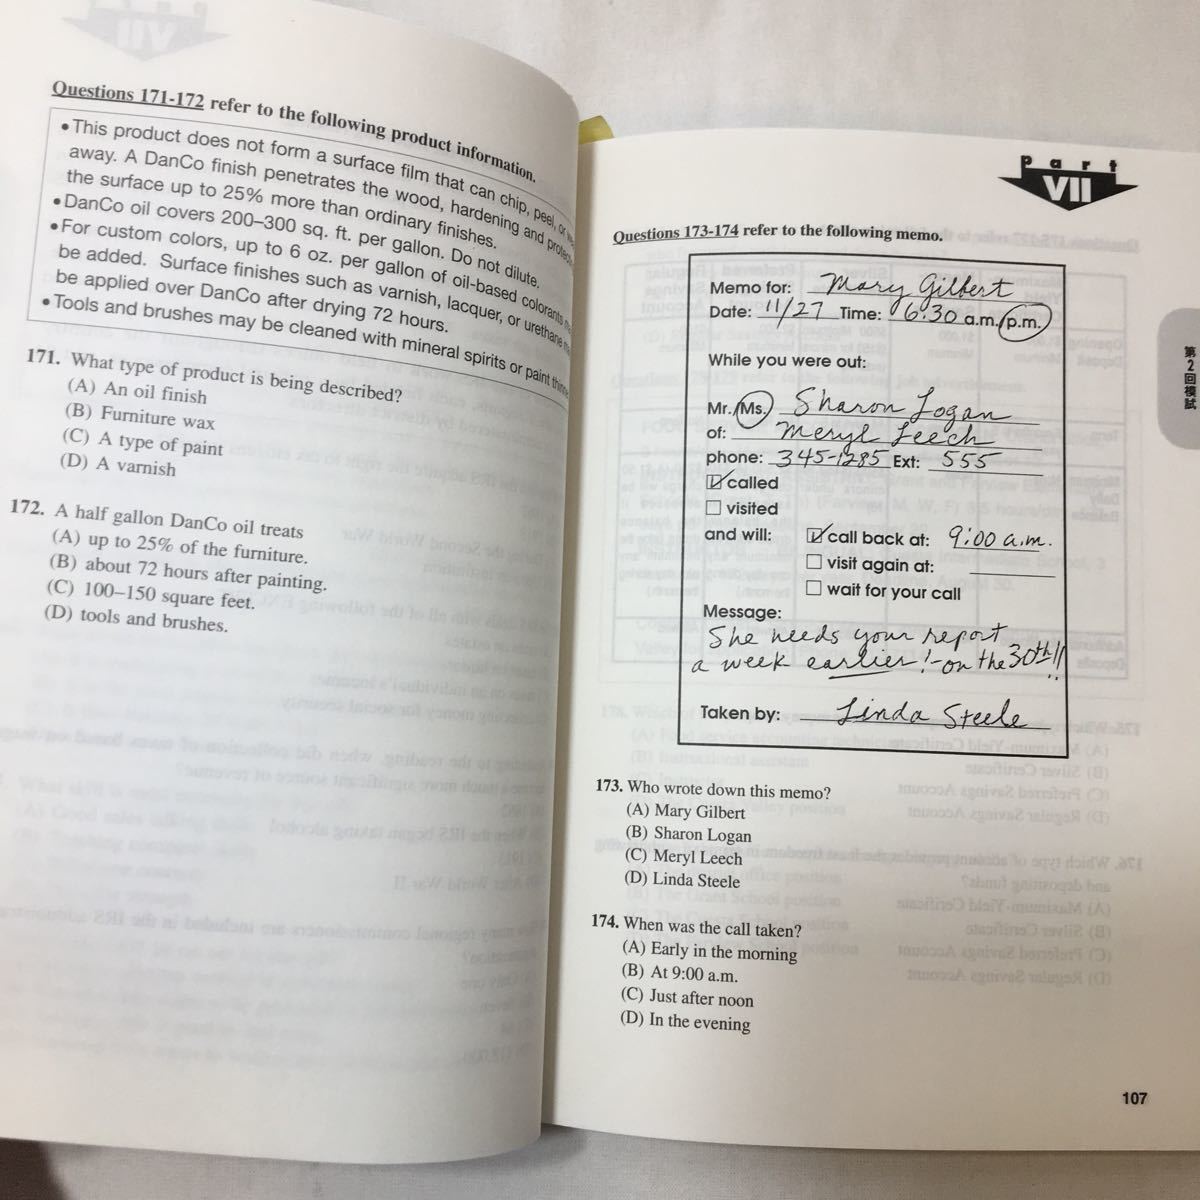 Questions 171-172 refer to the following product information.
• This product does not form a surface film that can chip, peel, or
away. A DanCo finish penetrates the wood, hardening and
the surface up to 25% more than ordinary finishes.
• DanCo oil covers 200–300 sq. ft. per gallon. Do not dilute.
• For custom colors, up to 6 oz. per gallon of oil-based colorants
be added. Surface finishes such as varnish, lacquer, or urethane
be applied over DanCo after drying 72 hours.
• Tools and brushes may be cleaned with mineral spirits or paint
171. What type of product is being described?
(A) An oil finish
(B) Furniture wax
(C) A type of paint
(D) A varnish
172. A half gallon DanCo oil treats
(A) up to 25% of the furniture.
(B) about 72 hours after painting.
(C) 100–150 square feet.
(D) tools and brushes.
Part
VII
Questions 173-174 refer to the following memo.
Memo for: Mary Gilbert
Date: 11/27 Time: 6:30 a.m./p.m.
While you were out:
Mr./Ms. Sharon Logan
of: Meryl Leech
phone: 345-1285 Ext: 555
☑ called
☐ visited
and will: ☑ call back at: 9:00 a.m.
☐ visit again at:
☐ wait for your call
Message:
She needs your report
a week earlier! - on the 30th!!
Taken by: Linda Steele
173. Who wrote down this memo?
(A) Mary Gilbert
(B) Sharon Logan
(C) Meryl Leech
(D) Linda Steele
174. When was the call taken?
(A) Early in the morning
(B) At 9:00 a.m.
(C) Just after noon
(D) In the evening
第2回模試
107